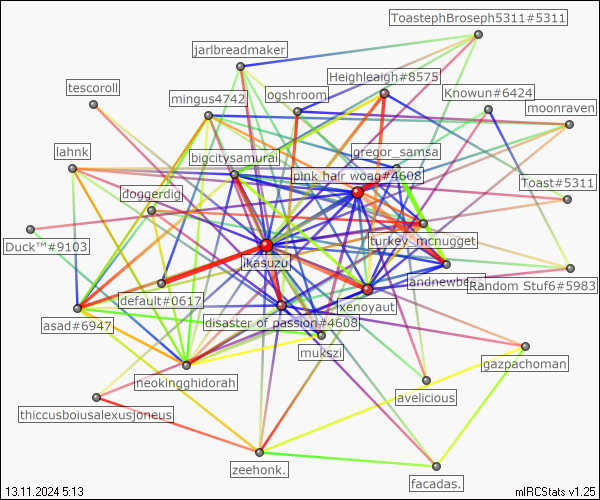 ToastephBroseph5311#5311
jarlbreadmaker
Heighleaigh#8575
tescoroll
ogshroom
Knowun#6424
mingus4742
moonraven
lahnk
gregor_samsa
bigcitysamurai
pink hair woag#4608
doggerdig
Toast#5311
Duck™#9103
turkey_mcnugget
ikasuzu
Random Stuf6#5983
default#0617
xenoyaut
asad#6947
disaster of passion#4608
mukszi
gazpachoman
neokingghidorah
avelicious
thiccusboiusalexusjoneus
zeehonk.
facadas.
13.11.2024 5:13
mIRCStats v1.25